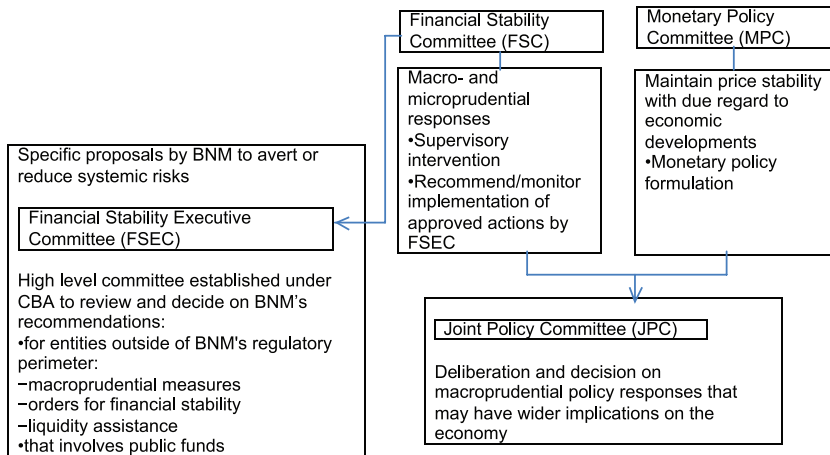 Financial Stability
Committee (FSC)
Monetary Policy
Committee (MPC)
Macro- and
microprudential
responses
•Supervisory
intervention
•Recommend/monitor
implementation of
approved actions by
FSEC
Maintain price stability
with due regard to
economic
developments
•Monetary policy
formulation
Specific proposals by BNM to avert or
reduce systemic risks
Financial Stability Executive
Committee (FSEC)
High level committee established under
CBA to review and decide on BNM's
recommendations:
•for entities outside of BNM's regulatory
perimeter:
−macroprudential measures
−orders for financial stability
−liquidity assistance
•that involves public funds
Joint Policy Committee (JPC)
Deliberation and decision on
macroprudential policy responses that
may have wider implications on the
economy